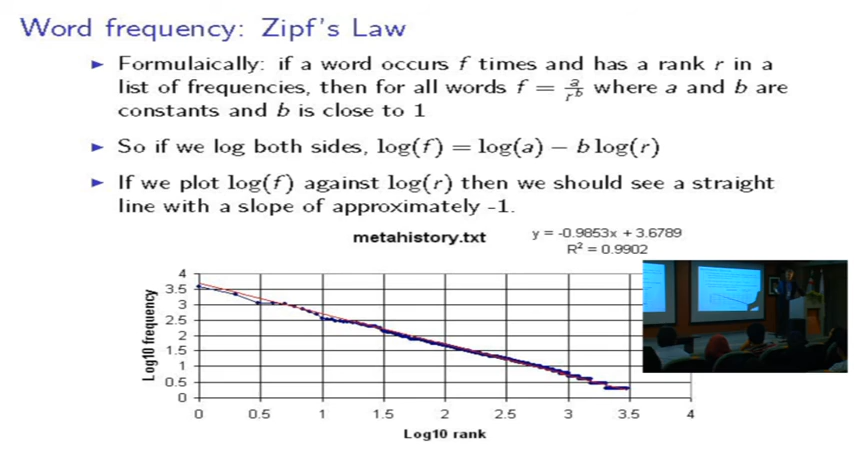 Word frequency: Zipf's Law
► Formulaically: if a word occurs f times and has a rank r in a
list of frequencies, then for all words f = a/r^b where a and b are
constants and b is close to 1
► So if we log both sides, log(f) = log(a) − b log(r)
► If we plot log(f) against log(r) then we should see a straight
line with a slope of approximately -1.
metahistory.txt
y = -0.9853x + 3.6789
R² = 0.9902
Log10 frequency
4
3.5
3
2.5
2
1.5
1
0.5
0
0 0.5 1 1.5 2 2.5 3 3.5 4
Log10 rank